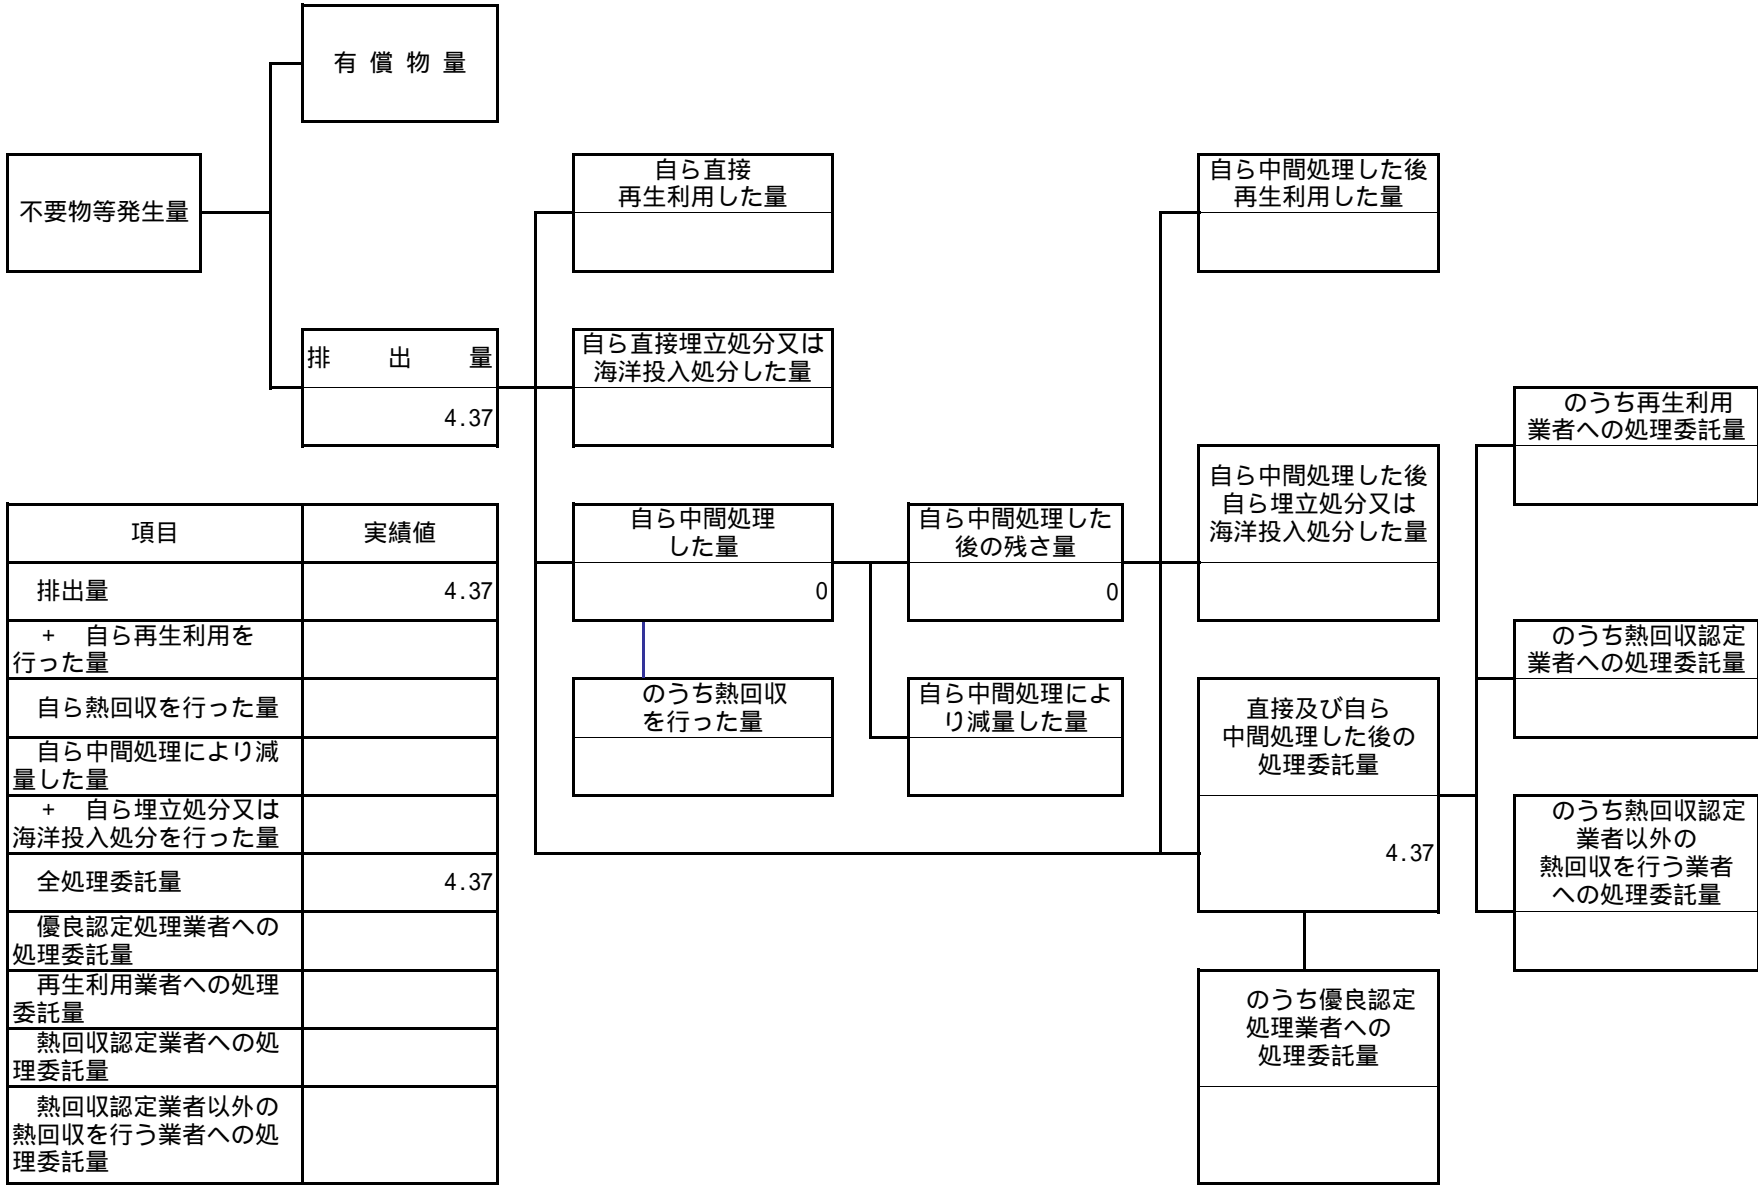 有 償 物 量
不要物等発生量
自ら直接
再生利用した量
自ら中間処理した後
再生利用した量
排 出 量
4.37
自ら直接埋立処分又は
海洋投入処分した量
のうち再生利用
業者への処理委託量
自ら中間処理
した量
0
自ら中間処理した
後の残さ量
0
自ら中間処理した後
自ら埋立処分又は
海洋投入処分した量
のうち熱回収認定
業者への処理委託量
のうち熱回収
を行った量
自ら中間処理によ
り減量した量
直接及び自ら
中間処理した後の
処理委託量
4.37
のうち熱回収認定
業者以外の
熱回収を行う業者
への処理委託量
のうち優良認定
処理業者への
処理委託量
項目 実績値
排出量 4.37
+ 自ら再生利用を
行った量
自ら熱回収を行った量
自ら中間処理により減
量した量
+ 自ら埋立処分又は
海洋投入処分を行った量
全処理委託量 4.37
優良認定処理業者への
処理委託量
再生利用業者への処理
委託量
熱回収認定業者への処
理委託量
熱回収認定業者以外の
熱回収を行う業者への処
理委託量